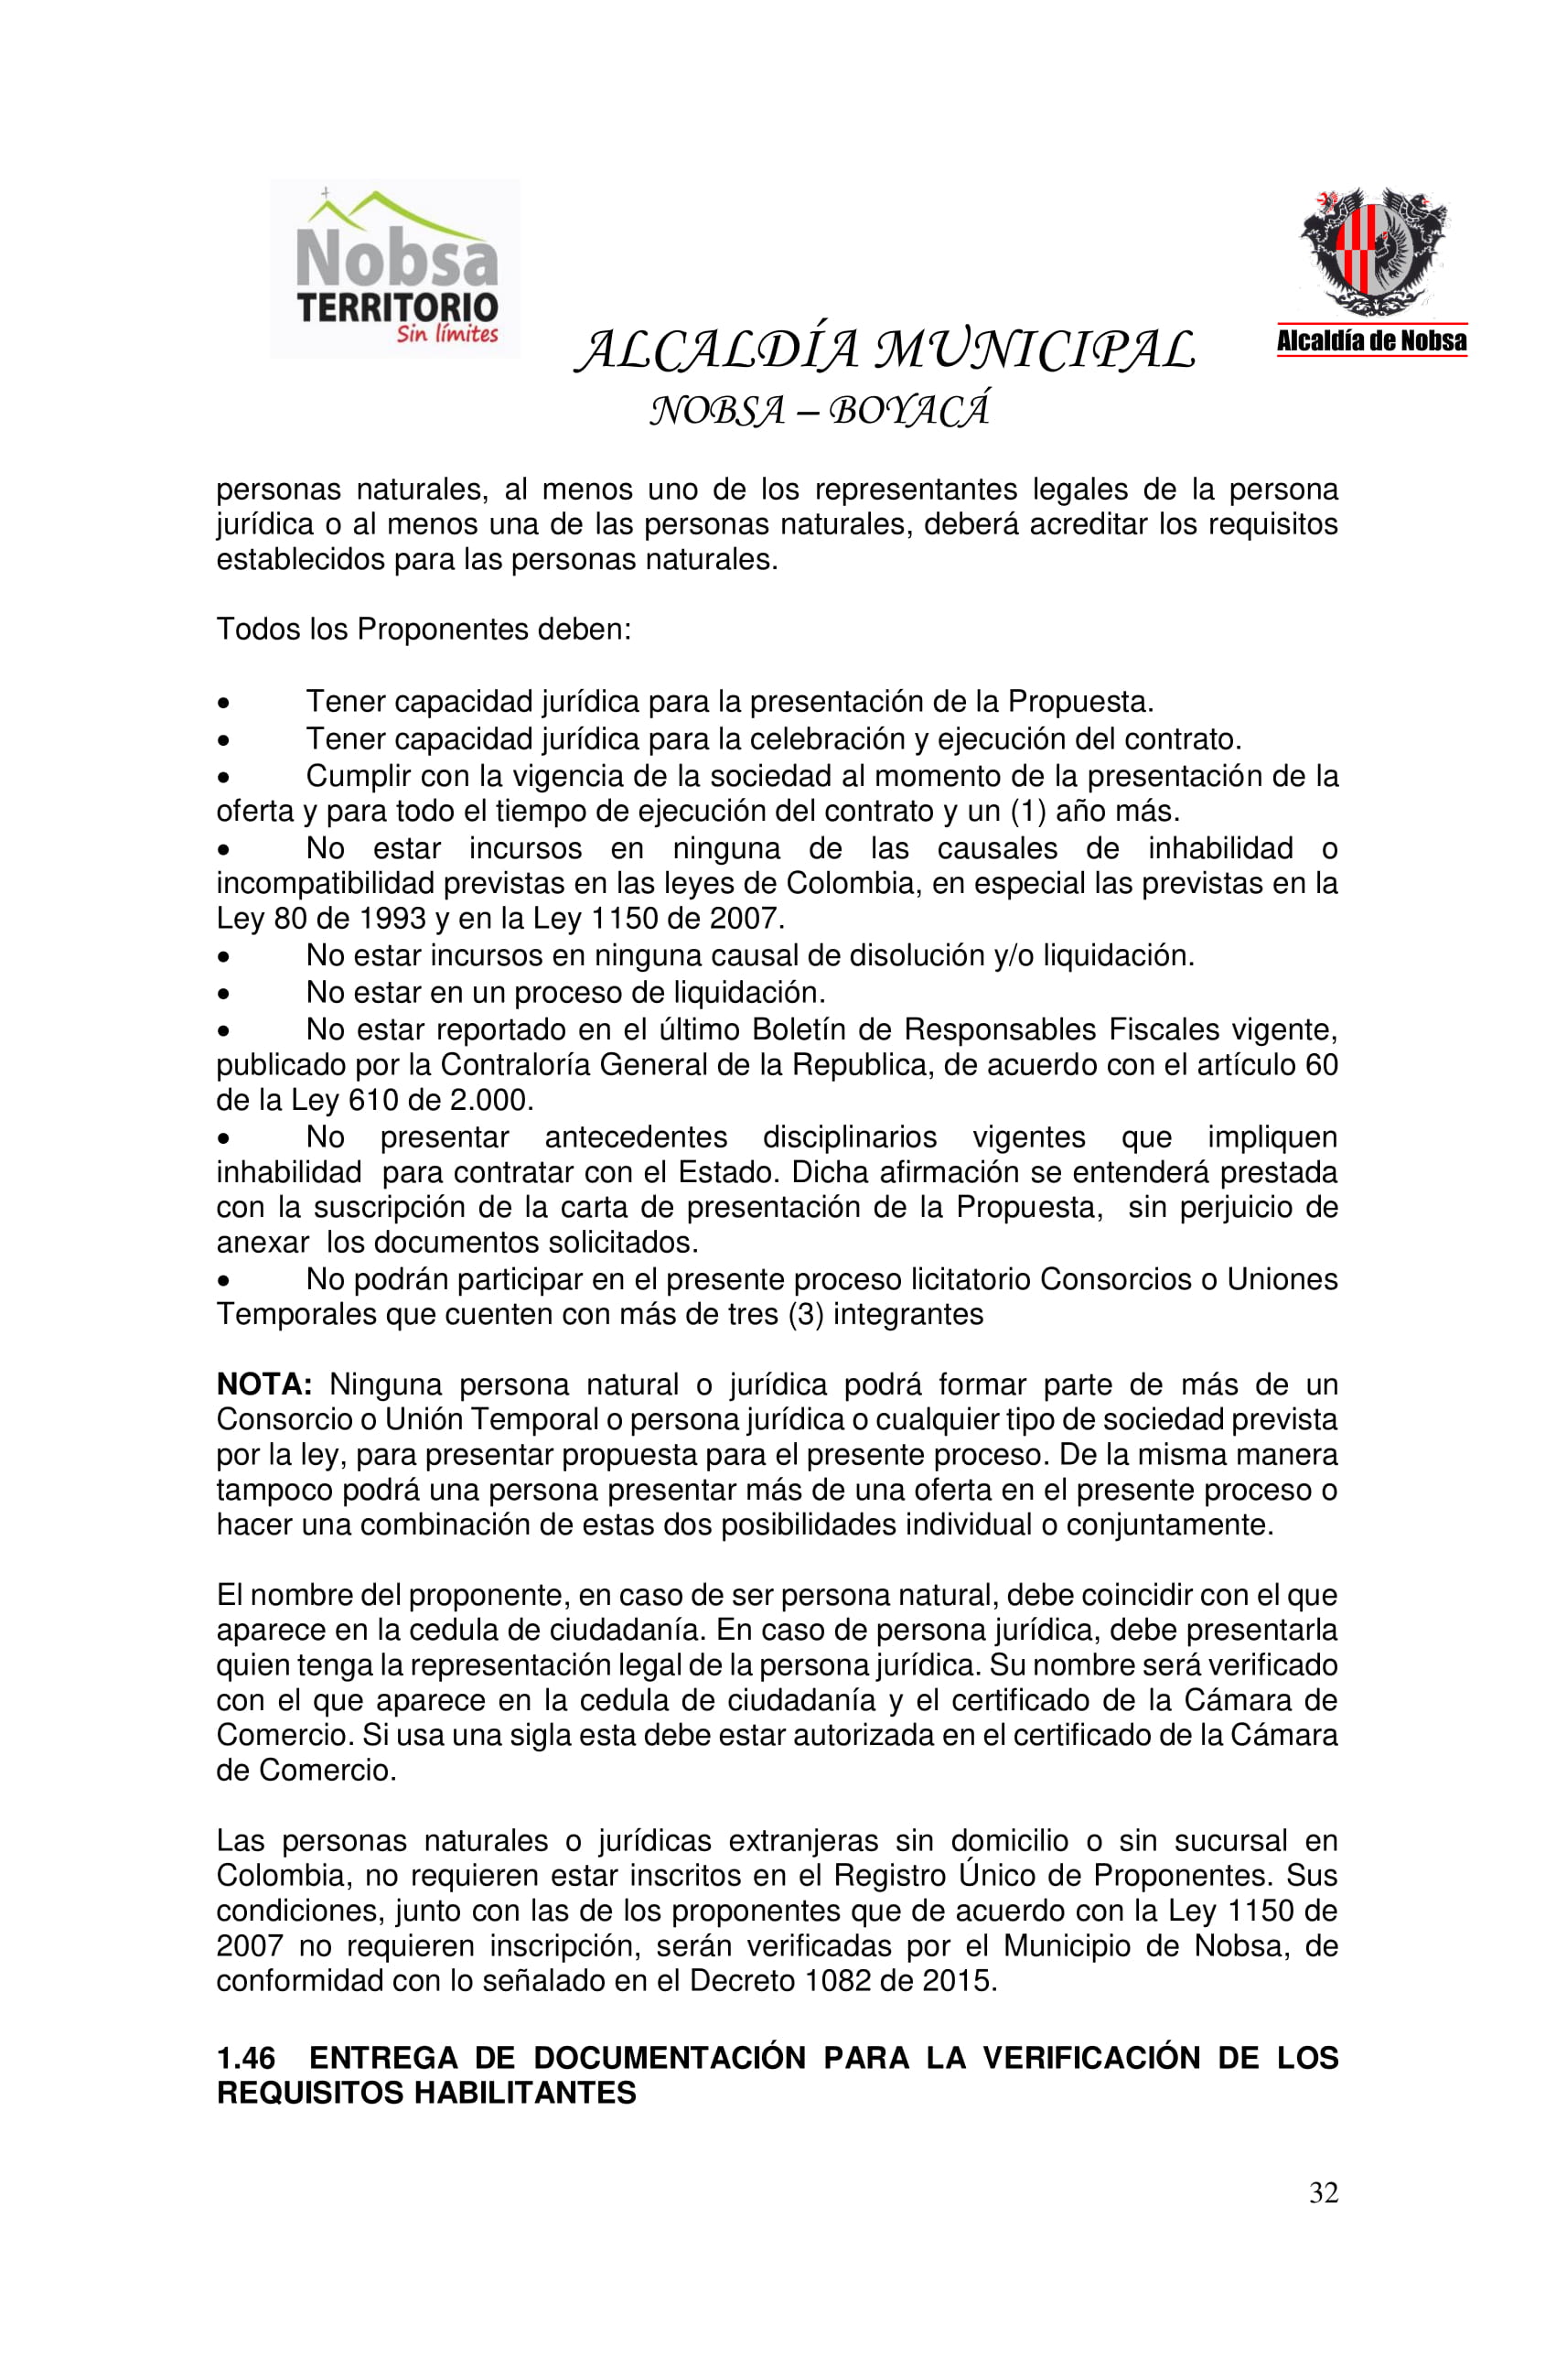 Nobsa
TERRITORIO
Sin límites
Alcaldía de Nobsa
ALCALDÍA MUNICIPAL
NOBSA – BOYACÁ
personas naturales, al menos uno de los representantes legales de la persona
jurídica o al menos una de las personas naturales, deberá acreditar los requisitos
establecidos para las personas naturales.
Todos los Proponentes deben:
• Tener capacidad jurídica para la presentación de la Propuesta.
• Tener capacidad jurídica para la celebración y ejecución del contrato.
• Cumplir con la vigencia de la sociedad al momento de la presentación de la
oferta y para todo el tiempo de ejecución del contrato y un (1) año más.
• No estar incursos en ninguna de las causales de inhabilidad o
incompatibilidad previstas en las leyes de Colombia, en especial las previstas en la
Ley 80 de 1993 y en la Ley 1150 de 2007.
• No estar incursos en ninguna causal de disolución y/o liquidación.
• No estar en un proceso de liquidación.
• No estar reportado en el último Boletín de Responsables Fiscales vigente,
publicado por la Contraloría General de la Republica, de acuerdo con el artículo 60
de la Ley 610 de 2.000.
• No presentar antecedentes disciplinarios vigentes que impliquen
inhabilidad para contratar con el Estado. Dicha afirmación se entenderá prestada
con la suscripción de la carta de presentación de la Propuesta, sin perjuicio de
anexar los documentos solicitados.
• No podrán participar en el presente proceso licitatorio Consorcios o Uniones
Temporales que cuenten con más de tres (3) integrantes
NOTA: Ninguna persona natural o jurídica podrá formar parte de más de un
Consorcio o Unión Temporal o persona jurídica o cualquier tipo de sociedad prevista
por la ley, para presentar propuesta para el presente proceso. De la misma manera
tampoco podrá una persona presentar más de una oferta en el presente proceso o
hacer una combinación de estas dos posibilidades individual o conjuntamente.
El nombre del proponente, en caso de ser persona natural, debe coincidir con el que
aparece en la cedula de ciudadanía. En caso de persona jurídica, debe presentarla
quien tenga la representación legal de la persona jurídica. Su nombre será verificado
con el que aparece en la cedula de ciudadanía y el certificado de la Cámara de
Comercio. Si usa una sigla esta debe estar autorizada en el certificado de la Cámara
de Comercio.
Las personas naturales o jurídicas extranjeras sin domicilio o sin sucursal en
Colombia, no requieren estar inscritos en el Registro Único de Proponentes. Sus
condiciones, junto con las de los proponentes que de acuerdo con la Ley 1150 de
2007 no requieren inscripción, serán verificadas por el Municipio de Nobsa, de
conformidad con lo señalado en el Decreto 1082 de 2015.
1.46 ENTREGA DE DOCUMENTACIÓN PARA LA VERIFICACIÓN DE LOS
REQUISITOS HABILITANTES
32